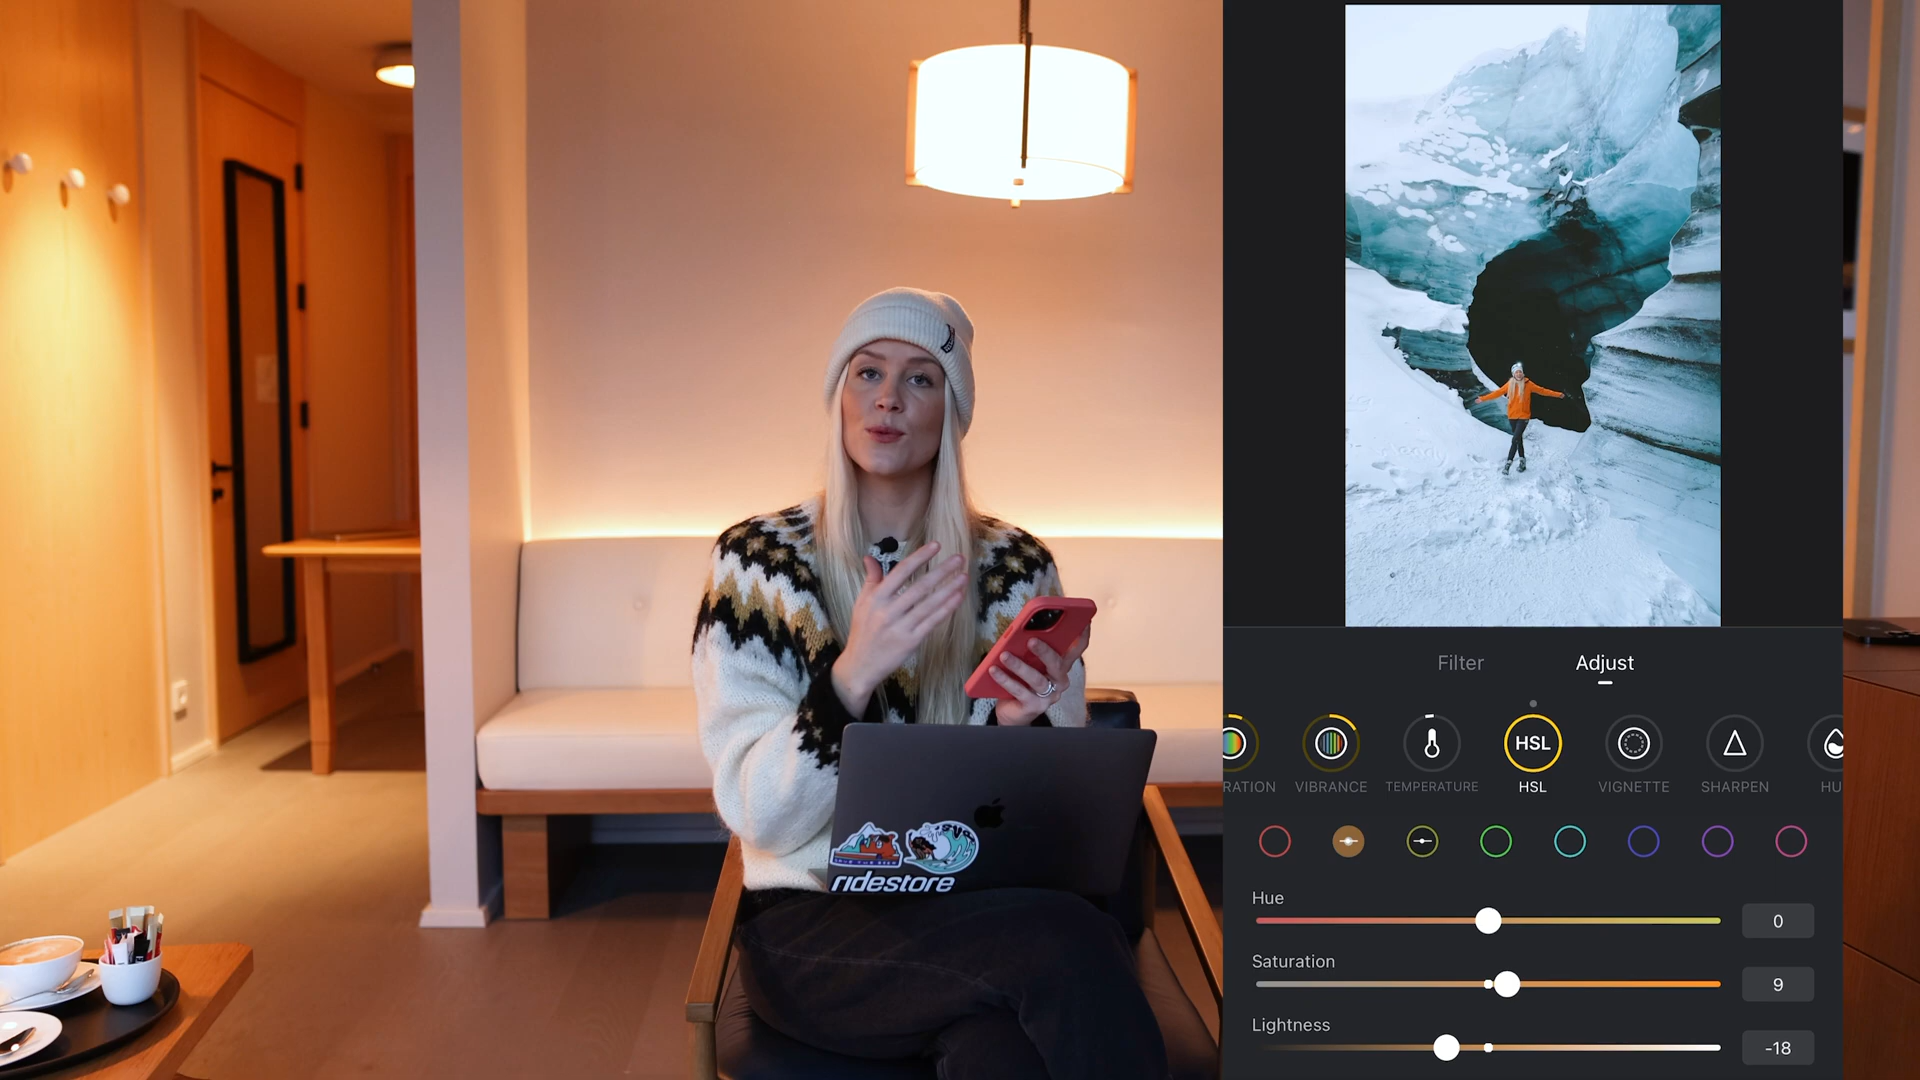 ridestore
Filter Adjust
RATION VIBRANCE TEMPERATURE HSL HSL VIGNETTE SHARPEN HU
Hue
0
Saturation
9
Lightness
-18